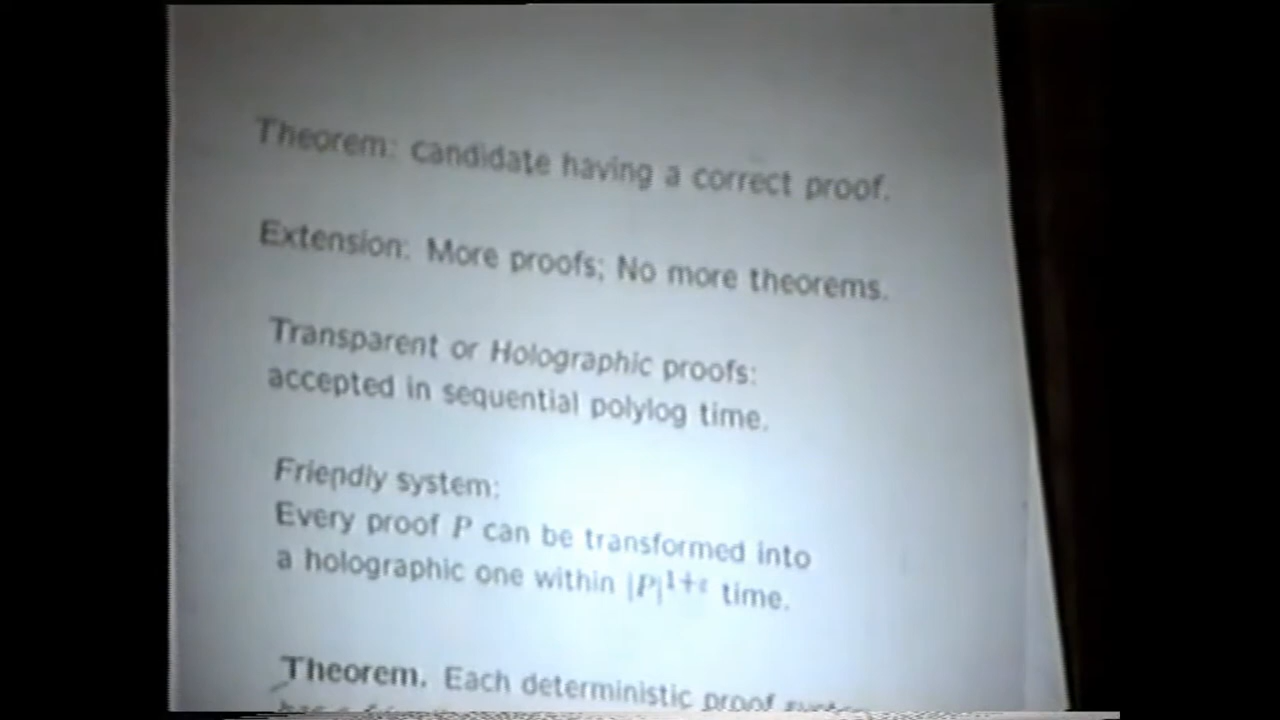 Theorem: candidate having a correct proof.
Extension: More proofs; No more theorems.
Transparent or Holographic proofs:
accepted in sequential polylog time.
Friendly system:
Every proof P can be transformed into
a holographic one within |P|^{1+ε} time.
Theorem. Each deterministic proof